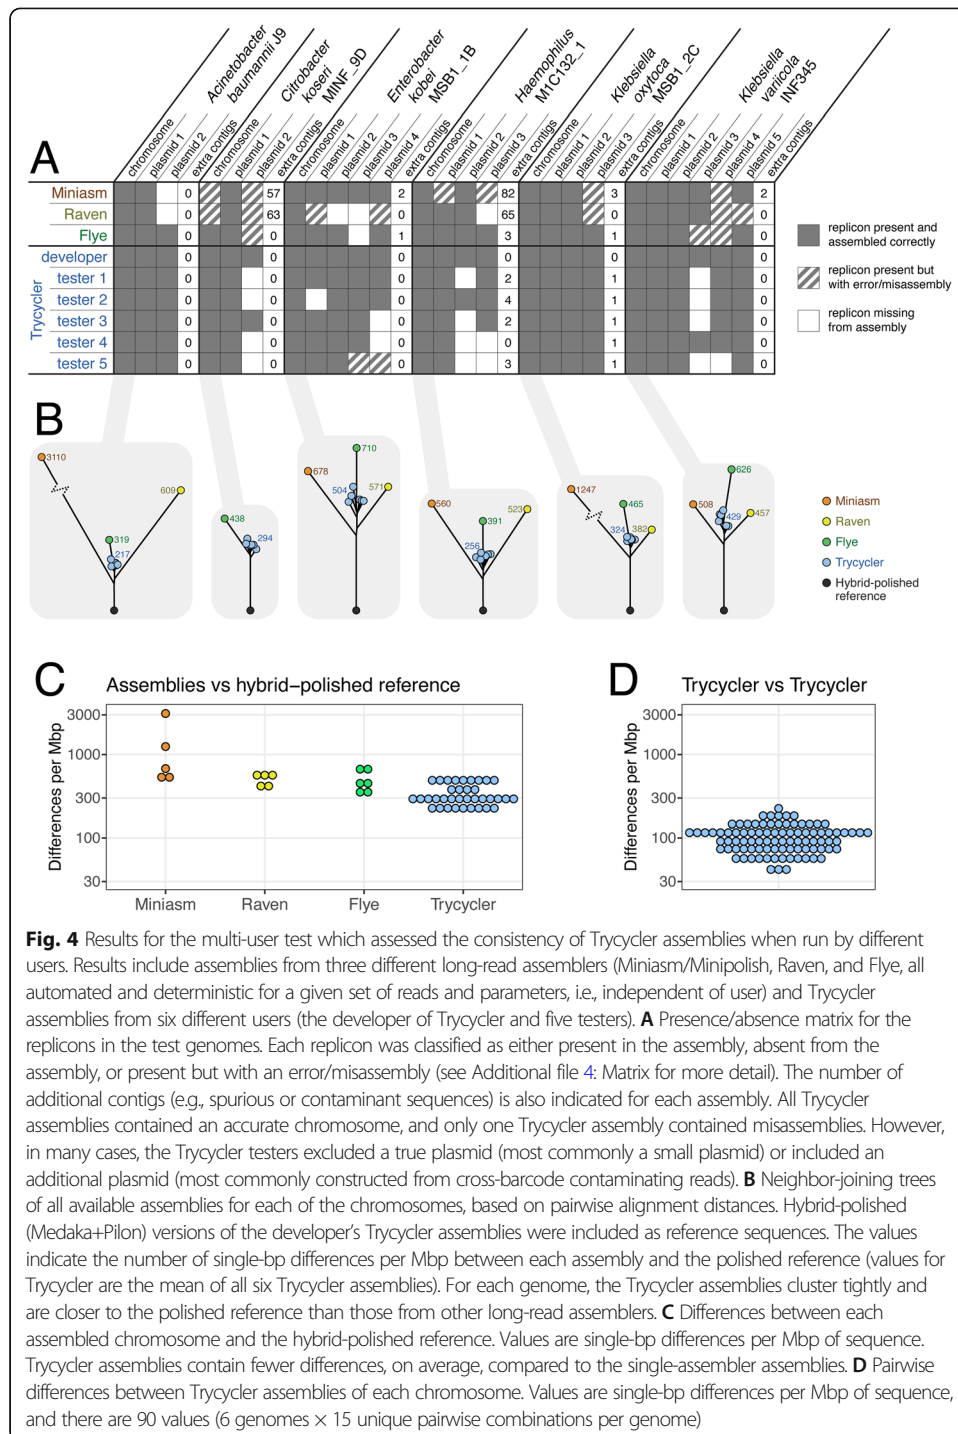 A
Acinetobacter
baumannii J9
Citrobacter
koseri
MINF_9D
Enterobacter
kobei
MSB1_1B
Haemophilus
M1C132_1
Klebsiella
oxytoca
MSB1_2C
Klebsiella
variicola
INF345
chromosome
plasmid 1
plasmid 2
extra contigs
chromosome
plasmid 1
plasmid 2
extra contigs
chromosome
plasmid 1
plasmid 2
plasmid 3
plasmid 4
extra contigs
chromosome
plasmid 1
plasmid 2
plasmid 3
extra contigs
chromosome
plasmid 1
plasmid 2
plasmid 3
extra contigs
chromosome
plasmid 1
plasmid 2
plasmid 3
plasmid 4
plasmid 5
extra contigs
Miniasm 0 57 2 82 3 2
Raven 0 63 0 65 0 0
Flye 0 0 1 3 1 0
Trycycler
developer 0 0 0 0 0 0
tester 1 0 0 0 2 1 0
tester 2 0 0 0 4 1 0
tester 3 0 0 0 2 1 0
tester 4 0 0 0 0 1 0
tester 5 0 0 0 3 1 0
replicon present and
assembled correctly
replicon present but
with error/misassembly
replicon missing
from assembly
B
3110
609
319
217
438
294
678
710
504
571
560
523
391
256
1247
465
324
382
626
508
429
457
Miniasm
Raven
Flye
Trycycler
Hybrid-polished
reference
C
Assemblies vs hybrid–polished reference
Differences per Mbp
3000
1000
300
100
30
Miniasm Raven Flye Trycycler
D
Trycycler vs Trycycler
Differences per Mbp
3000
1000
300
100
30
Fig. 4 Results for the multi-user test which assessed the consistency of Trycycler assemblies when run by different
users. Results include assemblies from three different long-read assemblers (Miniasm/Minipolish, Raven, and Flye, all
automated and deterministic for a given set of reads and parameters, i.e., independent of user) and Trycycler
assemblies from six different users (the developer of Trycycler and five testers). A Presence/absence matrix for the
replicons in the test genomes. Each replicon was classified as either present in the assembly, absent from the
assembly, or present but with an error/misassembly (see Additional file 4: Matrix for more detail). The number of
additional contigs (e.g., spurious or contaminant sequences) is also indicated for each assembly. All Trycycler
assemblies contained an accurate chromosome, and only one Trycycler assembly contained misassemblies. However,
in many cases, the Trycycler testers excluded a true plasmid (most commonly a small plasmid) or included an
additional plasmid (most commonly constructed from cross-barcode contaminating reads). B Neighbor-joining trees
of all available assemblies for each of the chromosomes, based on pairwise alignment distances. Hybrid-polished
(Medaka+Pilon) versions of the developer's Trycycler assemblies were included as reference sequences. The values
indicate the number of single-bp differences per Mbp between each assembly and the polished reference (values for
Trycycler are the mean of all six Trycycler assemblies). For each genome, the Trycycler assemblies cluster tightly and
are closer to the polished reference than those from other long-read assemblers. C Differences between each
assembled chromosome and the hybrid-polished reference. Values are single-bp differences per Mbp of sequence.
Trycycler assemblies contain fewer differences, on average, compared to the single-assembler assemblies. D Pairwise
differences between Trycycler assemblies of each chromosome. Values are single-bp differences per Mbp of sequence,
and there are 90 values (6 genomes × 15 unique pairwise combinations per genome)